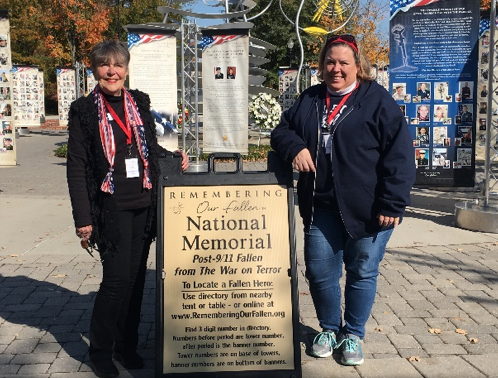 REMEMBERING
Our Fallen
National
Memorial
Post-9/11 Fallen
from The War on Terror
To Locate a Fallen Hero:
Use directory from nearby
tent or table - or online at
www.RememberingOurFallen.org
Find 3 digit number in directory.
Numbers before period are tower number,
after period is the banner number.
Tower numbers are on base of towers,
banner numbers are on bottom of banners.